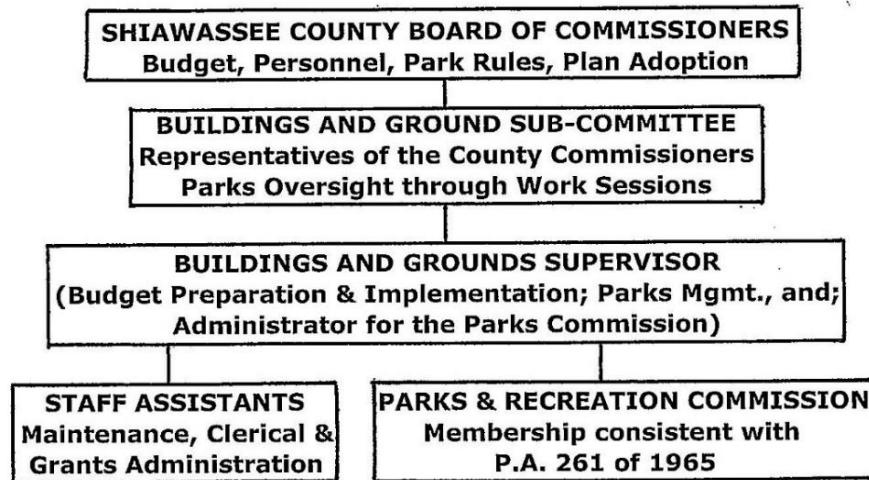 SHIAWASSEE COUNTY BOARD OF COMMISSIONERS
Budget, Personnel, Park Rules, Plan Adoption
BUILDINGS AND GROUND SUB-COMMITTEE
Representatives of the County Commissioners
Parks Oversight through Work Sessions
BUILDINGS AND GROUNDS SUPERVISOR
(Budget Preparation & Implementation; Parks Mgmt., and;
Administrator for the Parks Commission)
STAFF ASSISTANTS
Maintenance, Clerical &
Grants Administration
PARKS & RECREATION COMMISSION
Membership consistent with
P.A. 261 of 1965